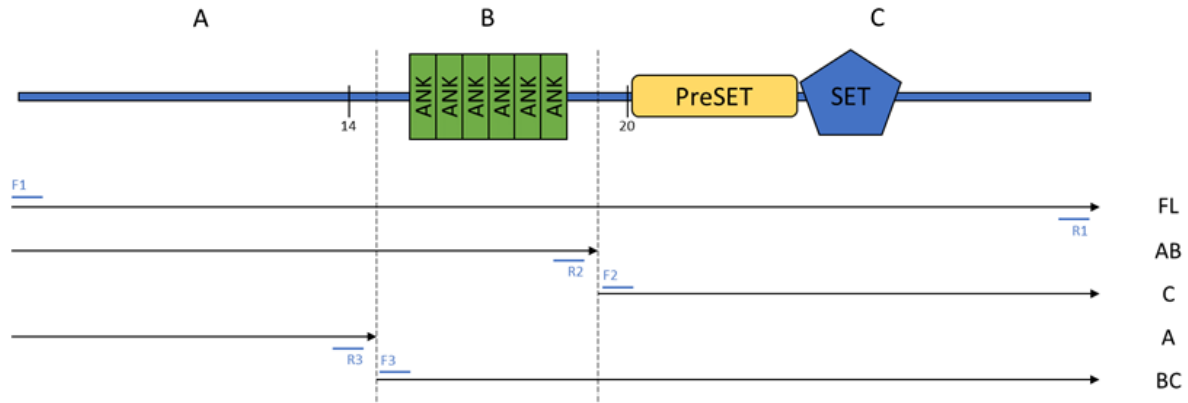 A B C
ANK ANK ANK ANK ANK ANK PreSET SET
14 20
F1
FL
R1
AB
R2 F2
C
A
R3 F3
BC